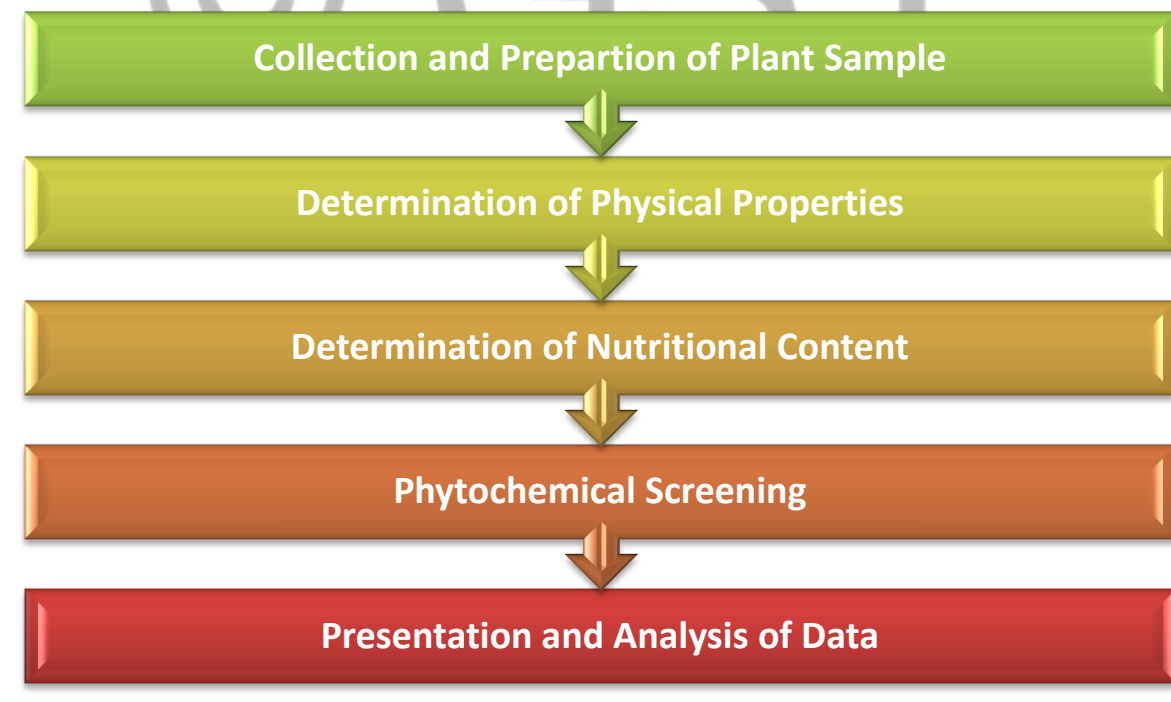 Collection and Prepartion of Plant Sample
Determination of Physical Properties
Determination of Nutritional Content
Phytochemical Screening
Presentation and Analysis of Data